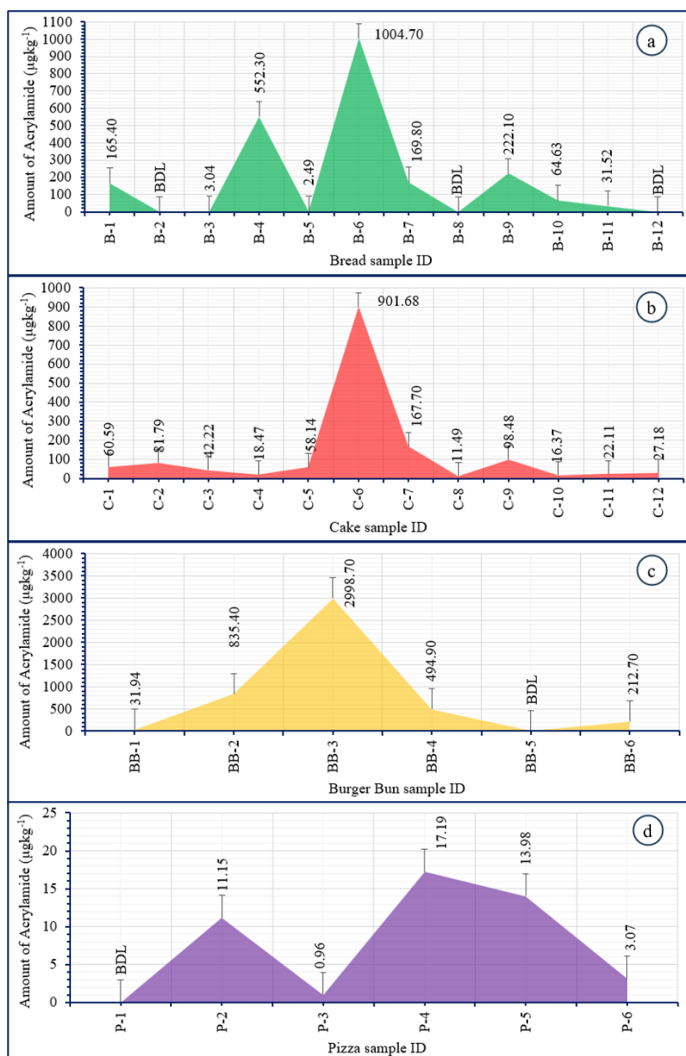 a
Amount of Acrylamide (µgkg-1)
1100
1000
900
800
700
600
500
400
300
200
100
0
165.40
BDL
3.04
552.30
2.49
1004.70
169.80
BDL
222.10
64.63
31.52
BDL
B-1
B-2
B-3
B-4
B-5
B-6
B-7
B-8
B-9
B-10
B-11
B-12
Bread sample ID
b
Amount of Acrylamide (µgkg-1)
1000
900
800
700
600
500
400
300
200
100
0
60.59
81.79
42.22
18.47
58.14
901.68
167.70
11.49
98.48
16.37
22.11
27.18
C-1
C-2
C-3
C-4
C-5
C-6
C-7
C-8
C-9
C-10
C-11
C-12
Cake sample ID
c
Amount of Acrylamide (µgkg-1)
4000
3500
3000
2500
2000
1500
1000
500
0
31.94
835.40
2998.70
494.90
BDL
212.70
BB-1
BB-2
BB-3
BB-4
BB-5
BB-6
Burger Bun sample ID
d
Amount of Acrylamide (µgkg-1)
25
20
15
10
5
0
BDL
11.15
0.96
17.19
13.98
3.07
P-1
P-2
P-3
P-4
P-5
P-6
Pizza sample ID